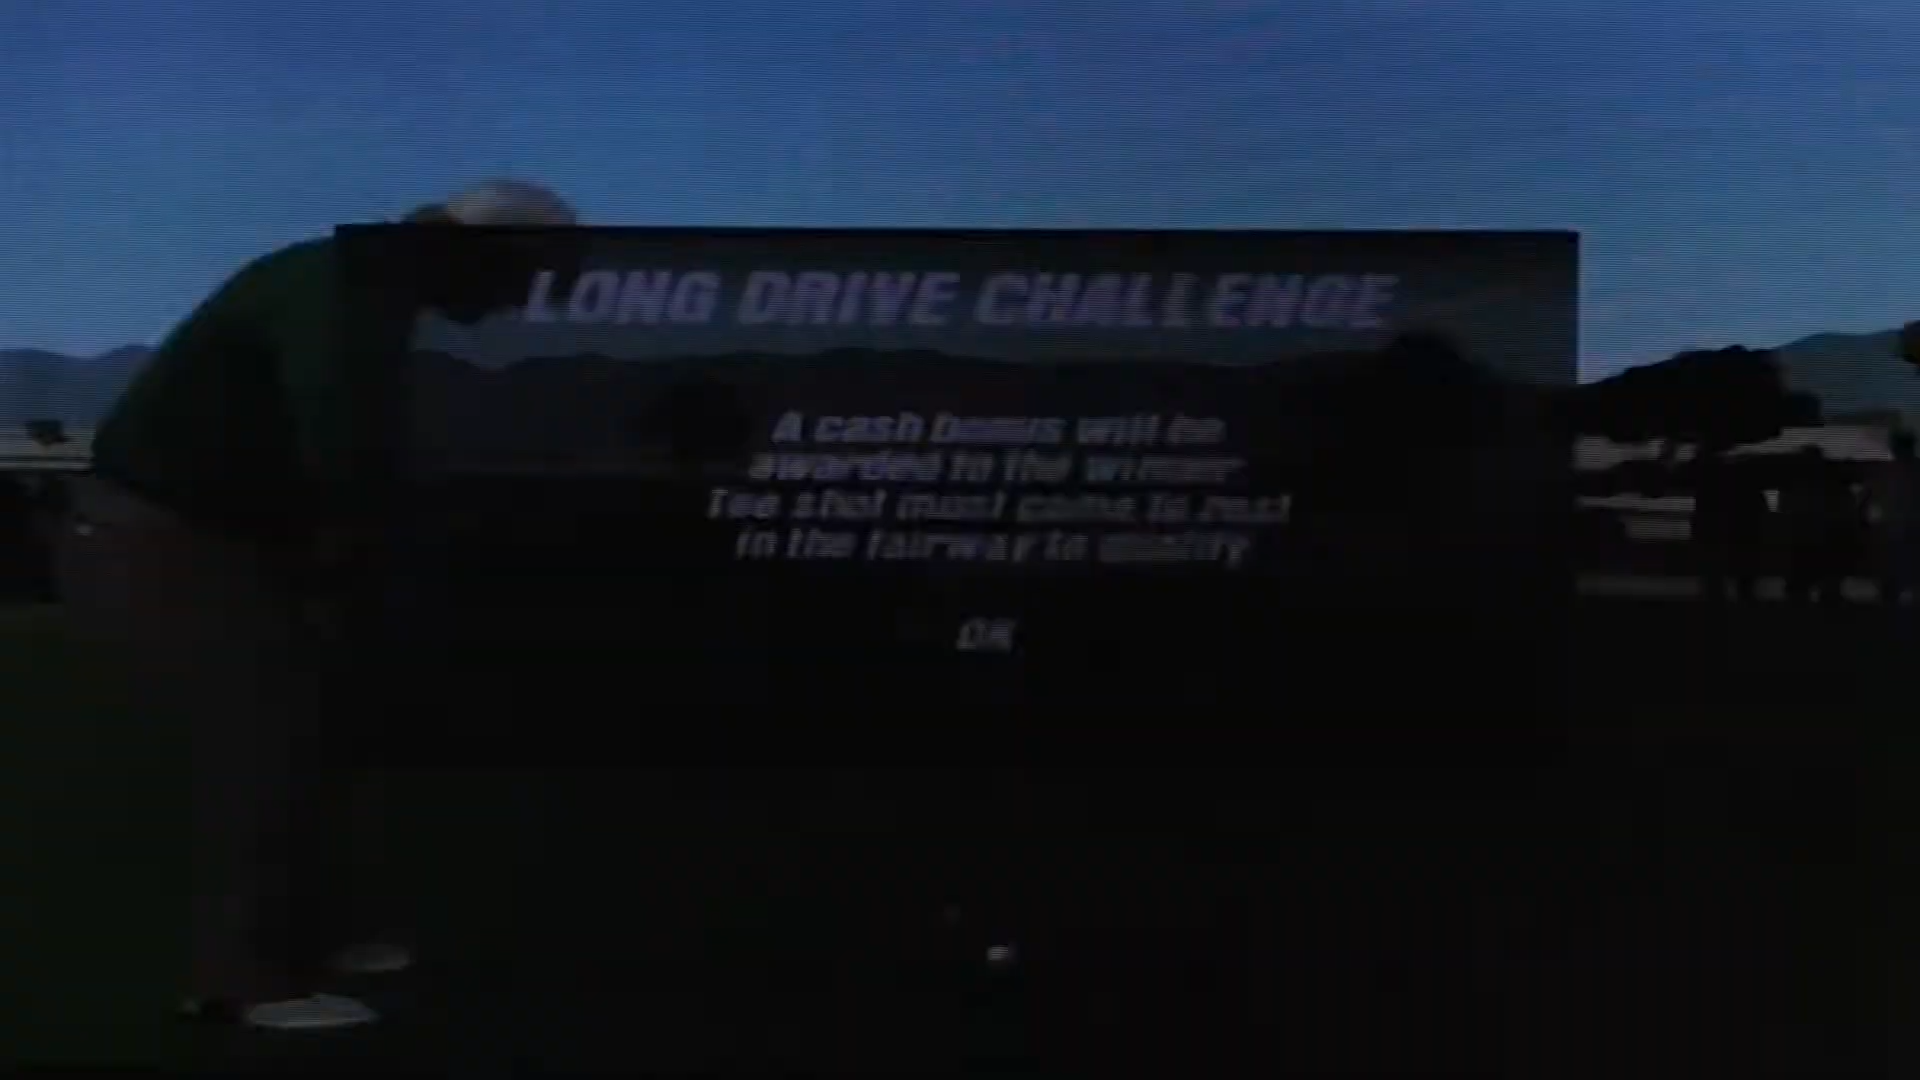 LONG DRIVE CHALLENGE
A cash bonus will be
awarded to the winner
Tee shot must come to rest
in the fairway to qualify
OK